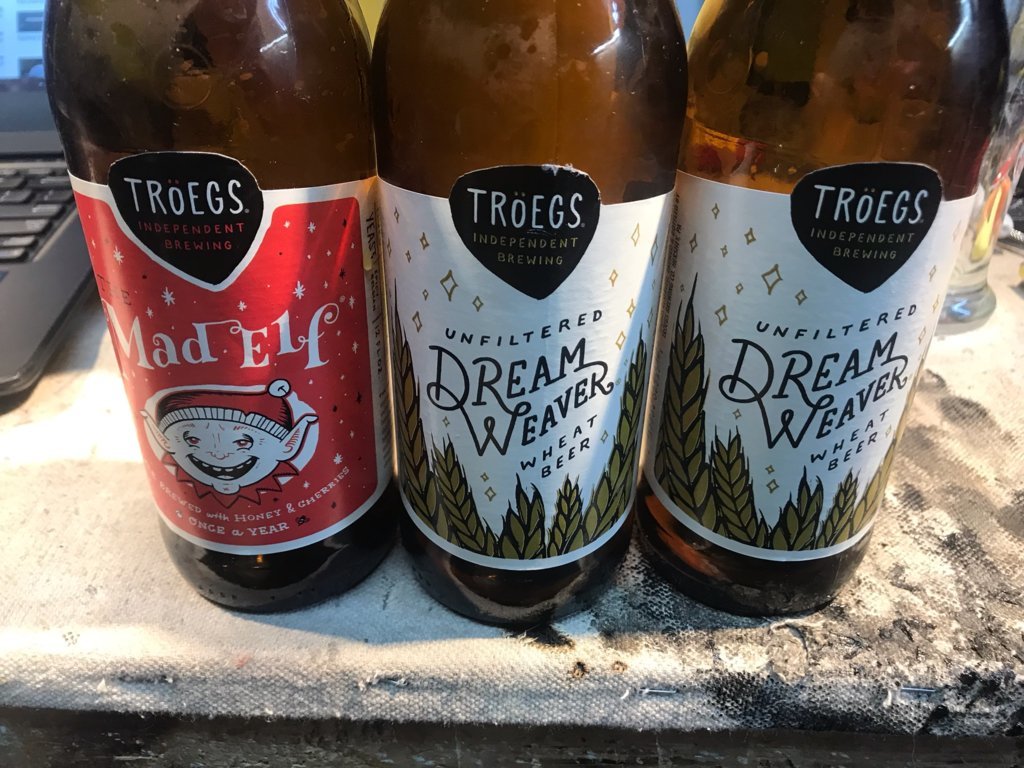 TRÖEGS
INDEPENDENT
BREWING
THE
Mad Elf
BREWED with HONEY & CHERRIES
ONCE a YEAR
TRÖEGS
INDEPENDENT
BREWING
UNFILTERED
DREAM
WEAVER
WHEAT
BEER
TRÖEGS
INDEPENDENT
BREWING
UNFILTERED
DREAM
WEAVER
WHEAT
BEER